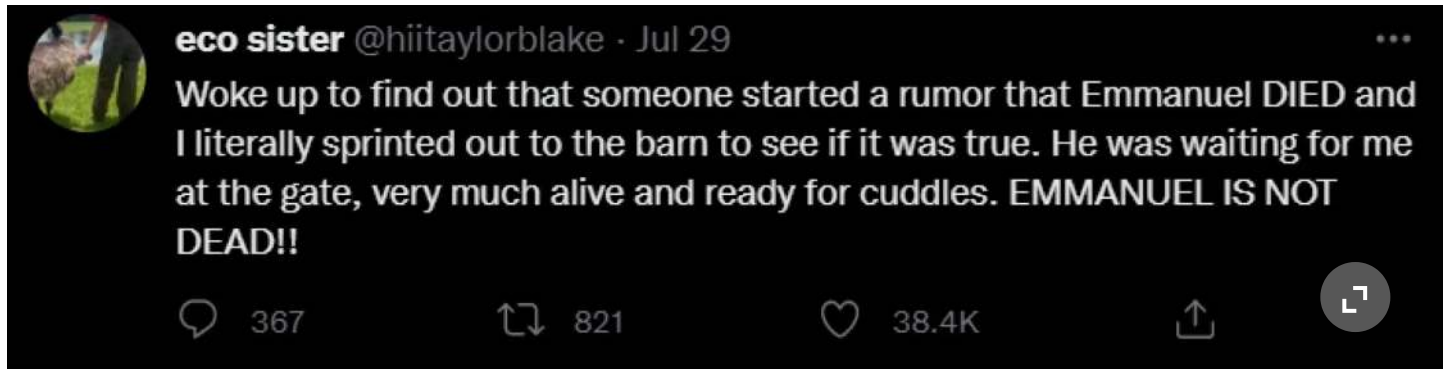 eco sister @hiitaylorblake · Jul 29
Woke up to find out that someone started a rumor that Emmanuel DIED and
I literally sprinted out to the barn to see if it was true. He was waiting for me
at the gate, very much alive and ready for cuddles. EMMANUEL IS NOT
DEAD!!
367 821 38.4K